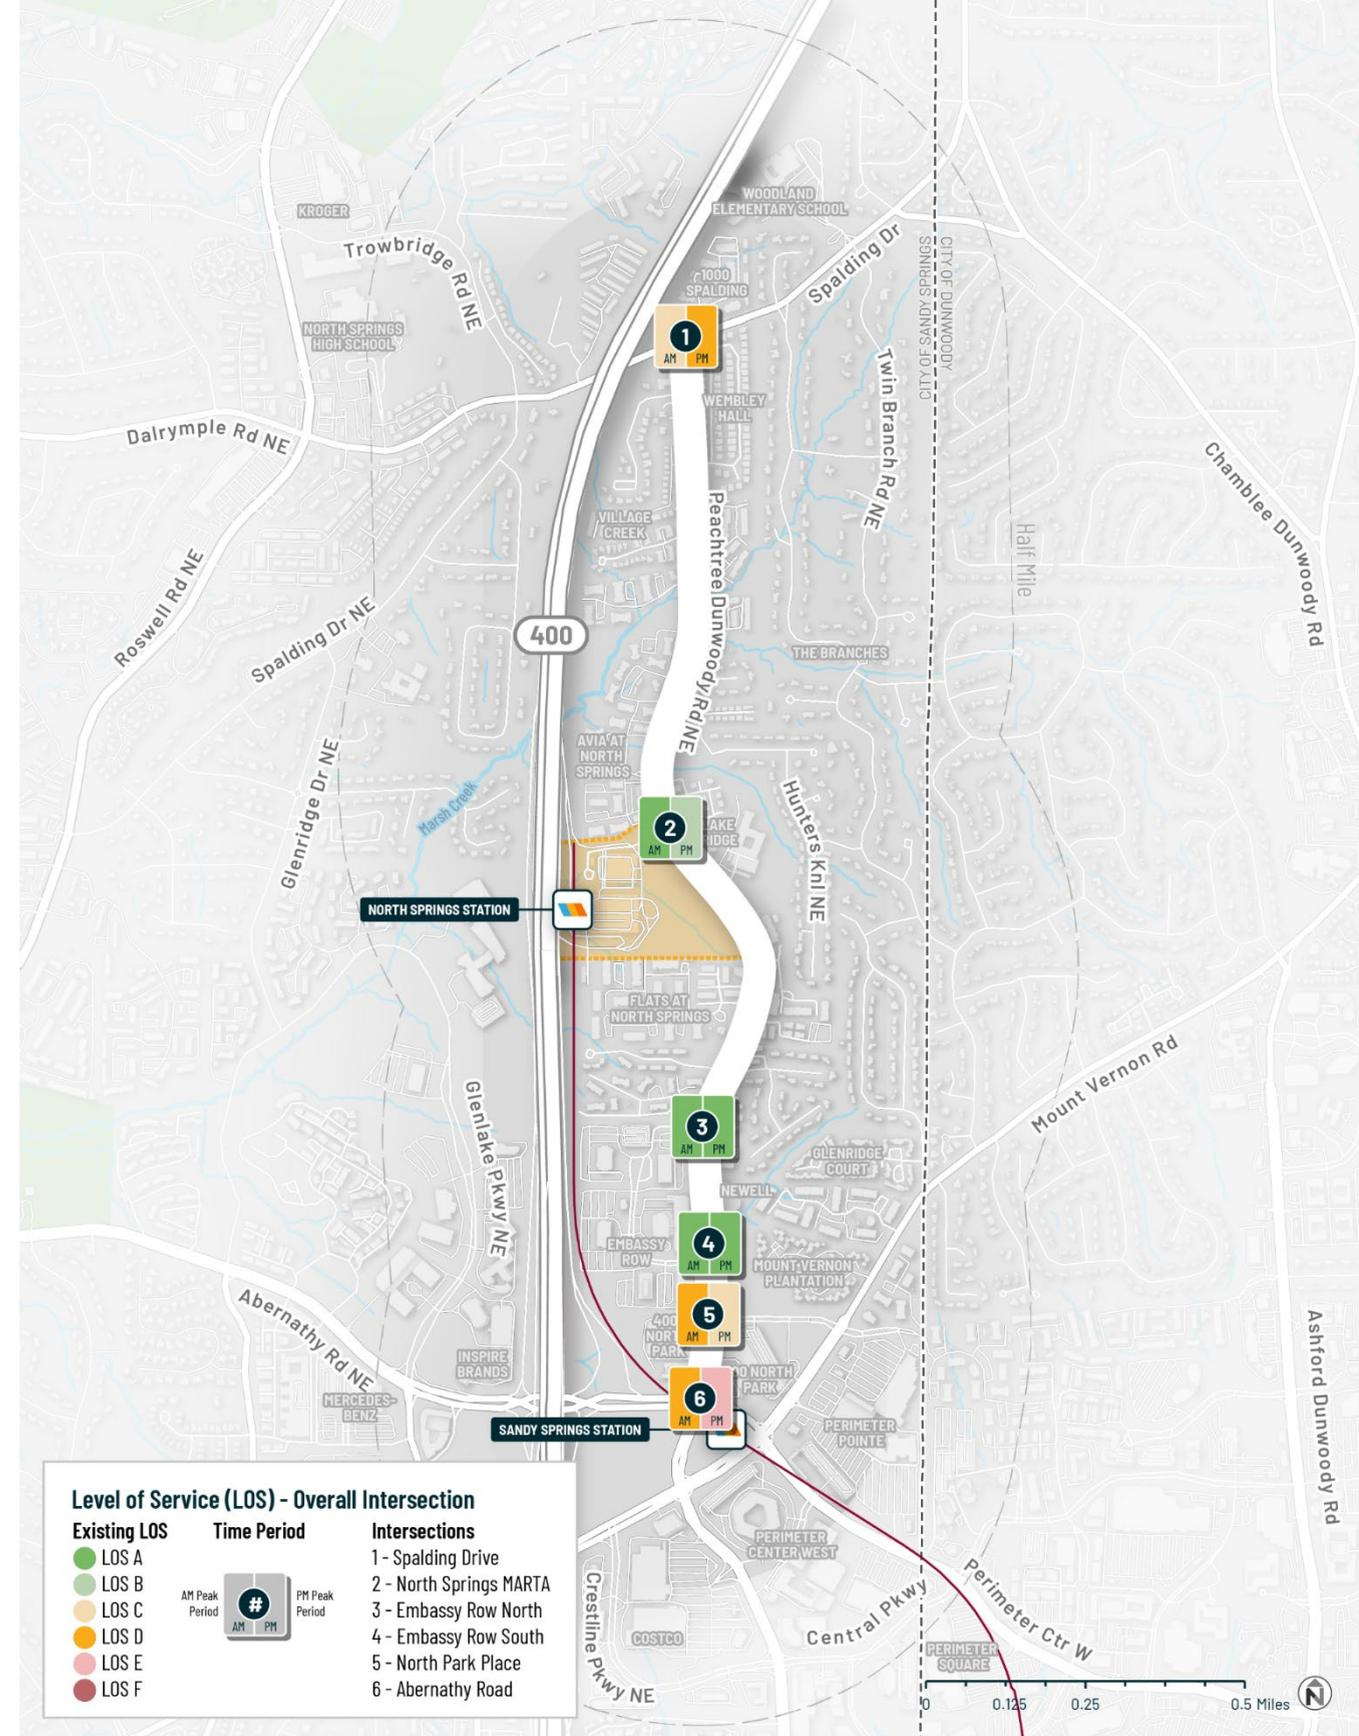 WOODLAND
ELEMENTARY SCHOOL
KROGER
Trowbridge Rd NE
Spalding Dr
CITY OF SANDY SPRINGS
CITY OF DUNWOODY
1000
SPALDING
NORTH SPRINGS
HIGH SCHOOL
1
AM PM
Twin Branch Rd NE
WEMBLEY
HALL
Dalrymple Rd NE
Chamblee Dunwoody Rd
Peachtree Dunwoody Rd NE
VILLAGE
CREEK
Half Mile
Roswell Rd NE
Spalding Dr NE
400
THE BRANCHES
AVIA AT
NORTH
SPRINGS
Glenridge Dr NE
Marsh Creek
Hunters Knl NE
2
AM PM
LAKE
RIDGE
NORTH SPRINGS STATION
FLATS AT
NORTH SPRINGS
Mount Vernon Rd
Glenlake Pkwy NE
3
AM PM
GLENRIDGE
COURT
NEWELL
4
AM PM
EMBASSY
ROW
MOUNT VERNON
PLANTATION
Abernathy Rd NE
5
AM PM
400
NORTH
PARK
INSPIRE
BRANDS
NORTH
PARK
6
AM PM
MERCEDES-
BENZ
SANDY SPRINGS STATION
PERIMETER
POINTE
Ashford Dunwoody Rd
PERIMETER
CENTER WEST
Crestline Pkwy NE
COSTCO
Central Pkwy
Perimeter Ctr W
PERIMETER
SQUARE
0 0.125 0.25 0.5 Miles
N
Level of Service (LOS) - Overall Intersection
Existing LOS
LOS A
LOS B
LOS C
LOS D
LOS E
LOS F
Time Period
AM Peak
Period
#
AM PM
PM Peak
Period
Intersections
1 - Spalding Drive
2 - North Springs MARTA
3 - Embassy Row North
4 - Embassy Row South
5 - North Park Place
6 - Abernathy Road